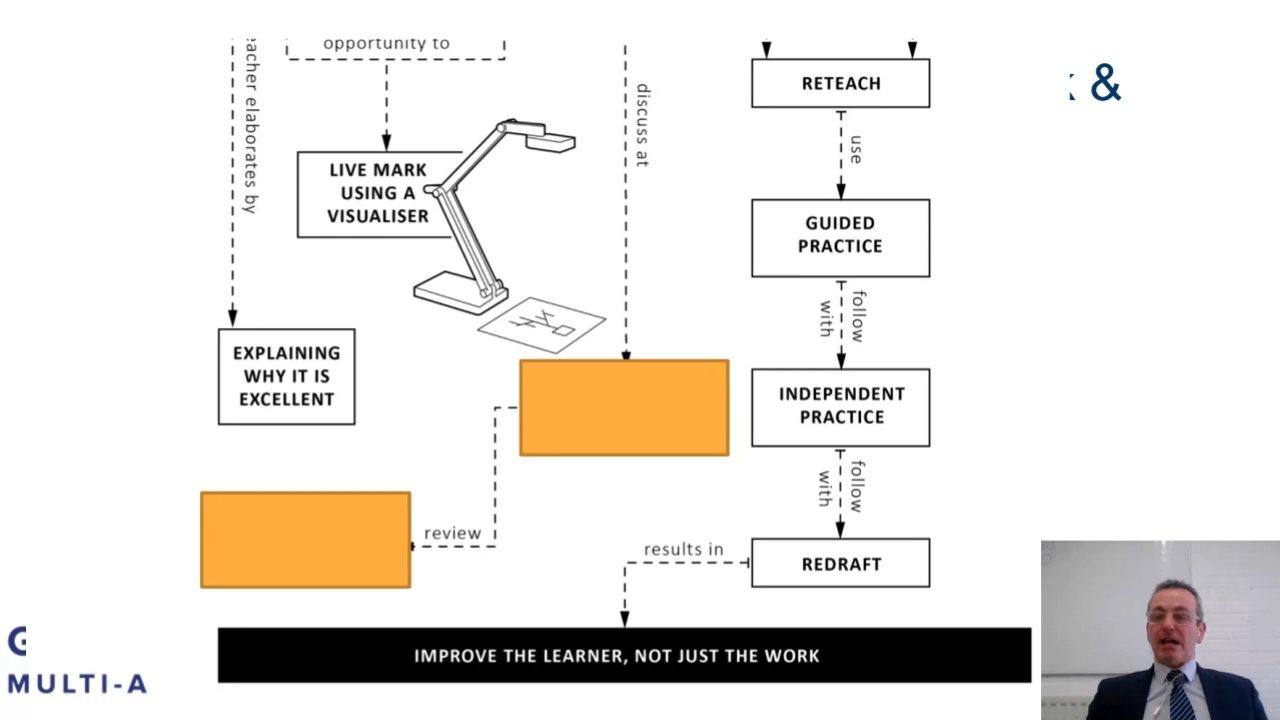 opportunity to
elaborates by
discuss at
&
RETEACH
use
LIVE MARK
USING A
VISUALISER
GUIDED
PRACTICE
follow
with
EXPLAINING
WHY IT IS
EXCELLENT
INDEPENDENT
PRACTICE
follow
with
review
results in
REDRAFT
IMPROVE THE LEARNER, NOT JUST THE WORK
MULTI-A